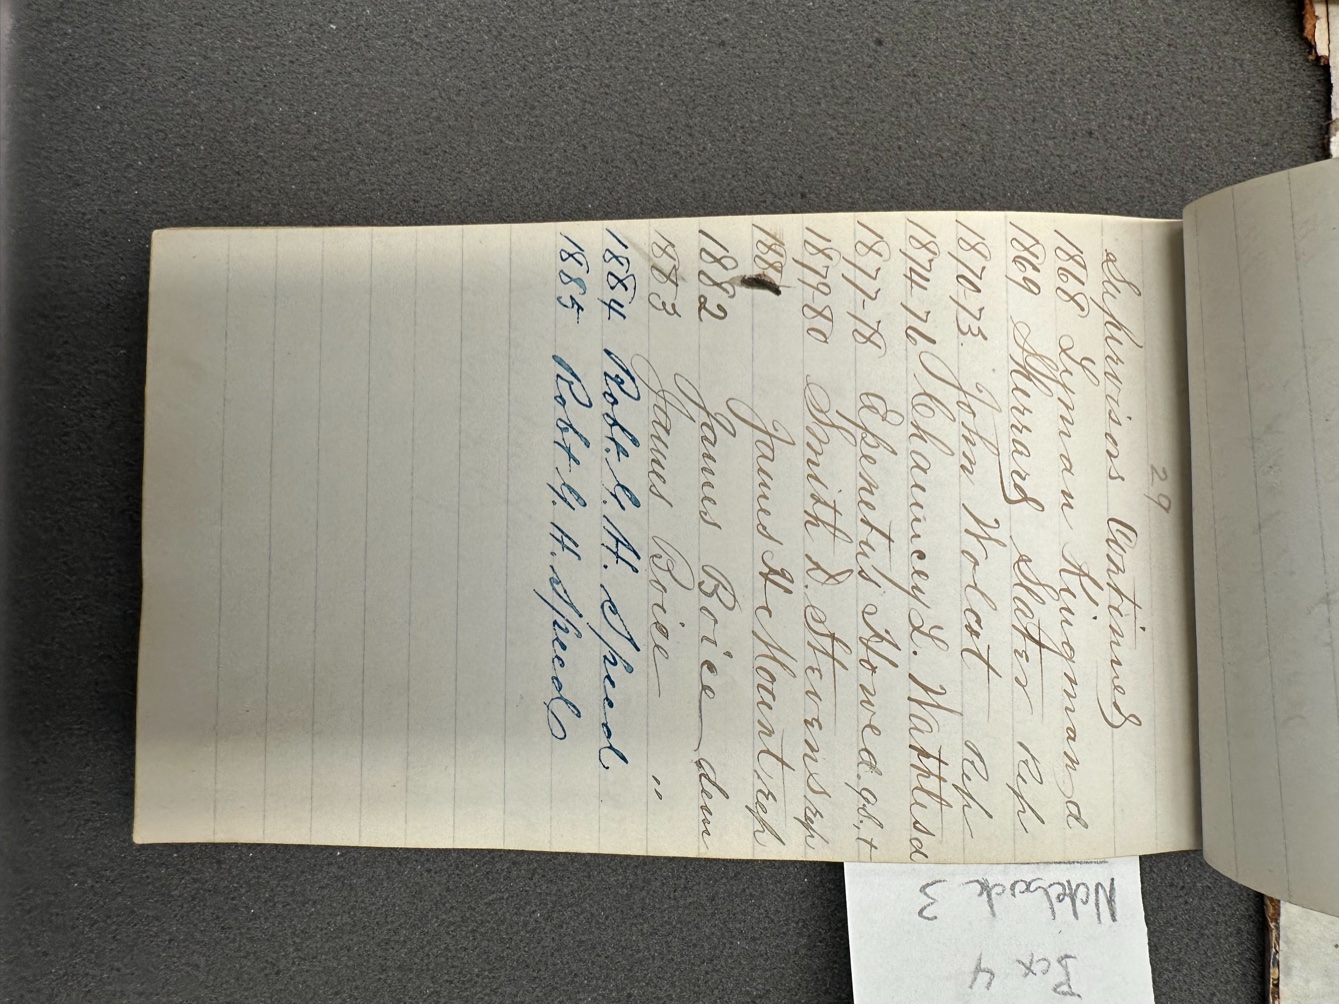 29
Supervisors Continued
1868 Lyman Kingman d
1869 Sherrard Slater Rep
1870-73. John Wolcot Rep
1874-76 Chauncey L. Wattles d
1877-78 Epenetus Howe d. g.b.,t
1879-80 Smith D. Stevens rep
1881 James H Mount rep
1882 James Boice dem
1883 James Boice "
1884 Robt. G. H. Speed
1885 Robt G. H. Speed
Box 4
Notebook 3